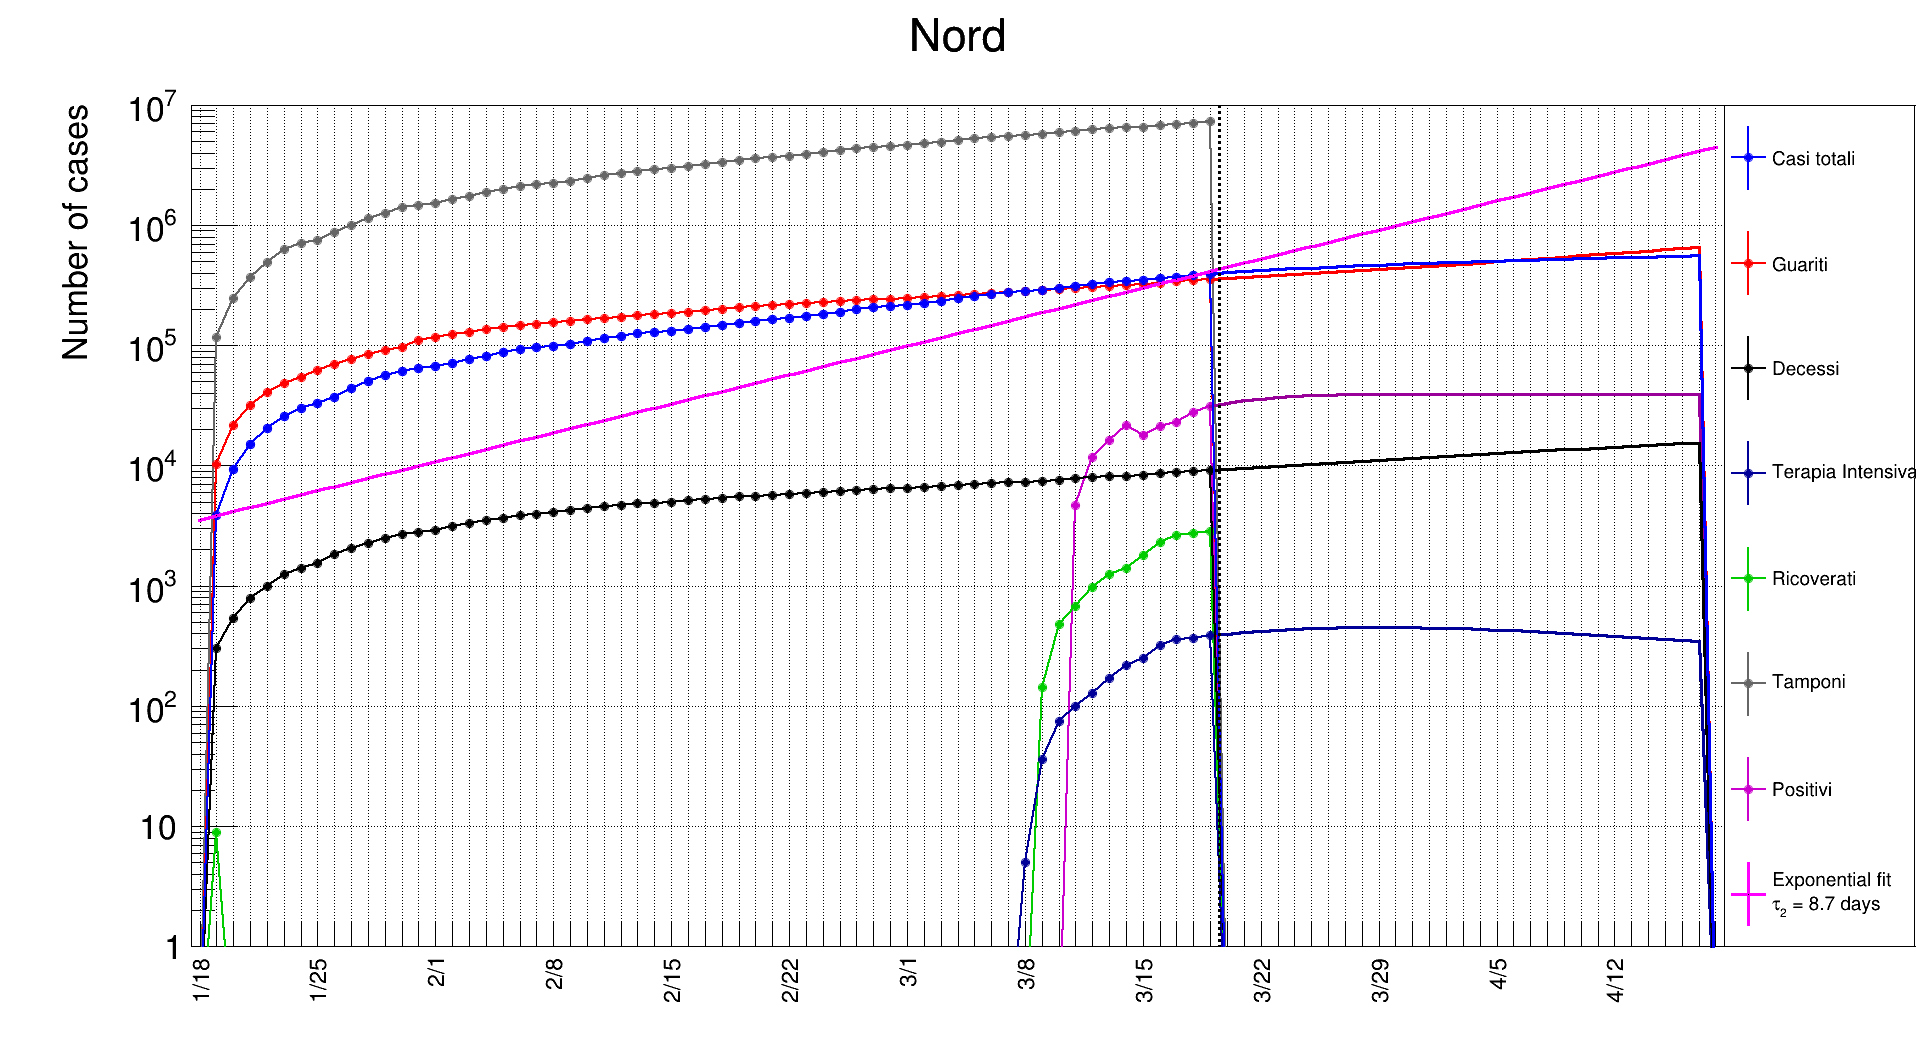 Nord
Number of cases
10^7
10^6
10^5
10^4
10^3
10^2
10
1
1/18
1/25
2/1
2/8
2/15
2/22
3/1
3/8
3/15
3/22
3/29
4/5
4/12
Casi totali
Guariti
Decessi
Terapia Intensiva
Ricoverati
Tamponi
Positivi
Exponential fit
τ₂ = 8.7 days